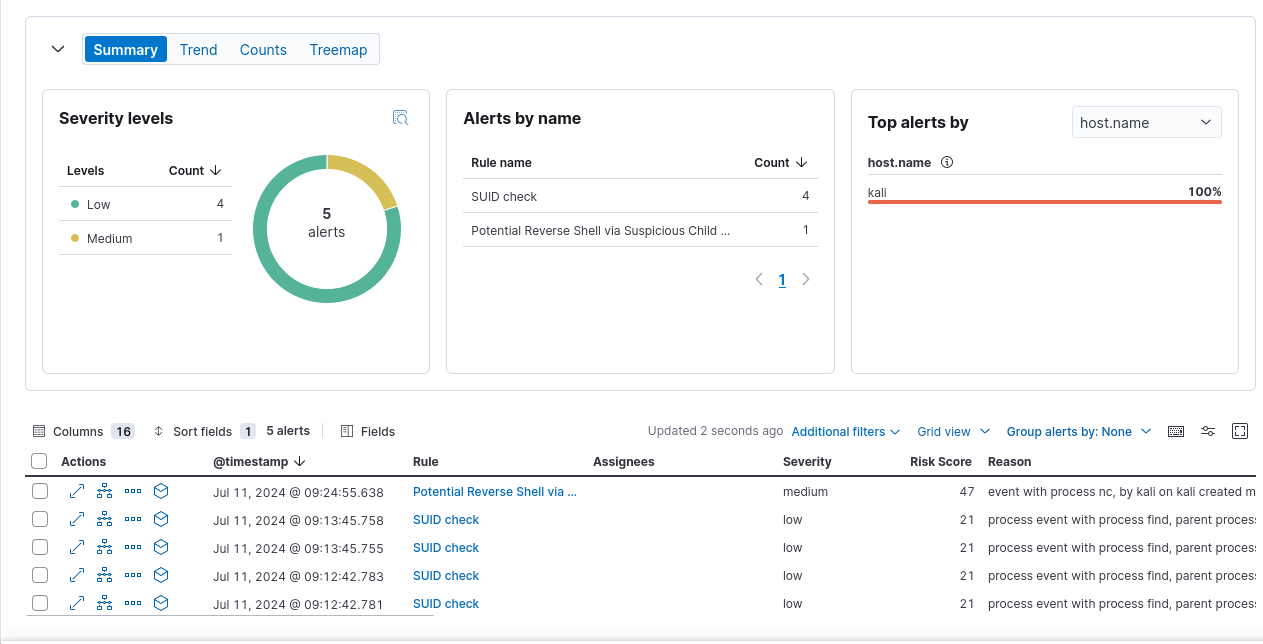 Summary Trend Counts Treemap
Severity levels
Levels Count
Low 4
Medium 1
5
alerts
Alerts by name
Rule name Count
SUID check 4
Potential Reverse Shell via Suspicious Child ... 1
1
Top alerts by host.name
host.name
kali 100%
Columns 16 Sort fields 1 5 alerts Fields Updated 2 seconds ago Additional filters Grid view Group alerts by: None
Actions @timestamp Rule Assignees Severity Risk Score Reason
Jul 11, 2024 @ 09:24:55.638 Potential Reverse Shell via ... medium 47 event with process nc, by kali on kali created m
Jul 11, 2024 @ 09:13:45.758 SUID check low 21 process event with process find, parent process
Jul 11, 2024 @ 09:13:45.755 SUID check low 21 process event with process find, parent process
Jul 11, 2024 @ 09:12:42.783 SUID check low 21 process event with process find, parent process
Jul 11, 2024 @ 09:12:42.781 SUID check low 21 process event with process find, parent process